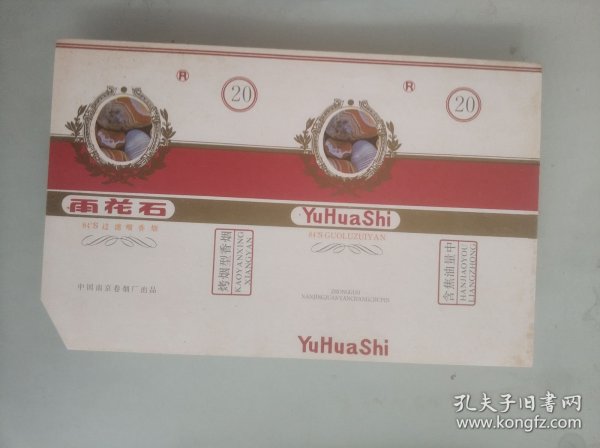 ®
20
雨花石
84'S过滤嘴香烟
烤烟型香烟
KAOYANXING
XIANGYAN
中国南京卷烟厂出品
®
20
YuHuaShi
84'S GUOLÜZUIYAN
含焦油量中
HANJIAOYOU
LIANGZHONG
ZHONGGUO
NANJINGJUANYANCHANGCHUPIN
YuHuaShi
孔夫子旧书网
www.kongfz.com